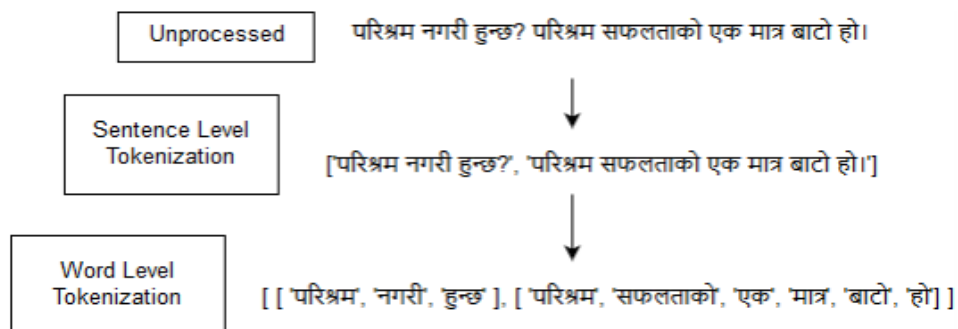 Unprocessed
परिश्रम नगरी हुन्छ? परिश्रम सफलताको एक मात्र बाटो हो।
Sentence Level
Tokenization
['परिश्रम नगरी हुन्छ?', 'परिश्रम सफलताको एक मात्र बाटो हो।']
Word Level
Tokenization
[ [ 'परिश्रम', 'नगरी', 'हुन्छ' ], [ 'परिश्रम', 'सफलताको', 'एक', 'मात्र', 'बाटो', 'हो'] ]